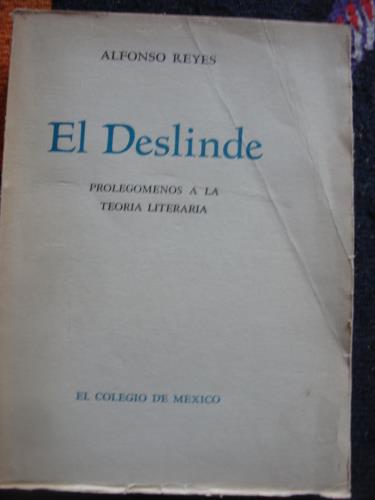 ALFONSO REYES
El Deslinde
PROLEGOMENOS A LA
TEORIA LITERARIA
EL COLEGIO DE MEXICO